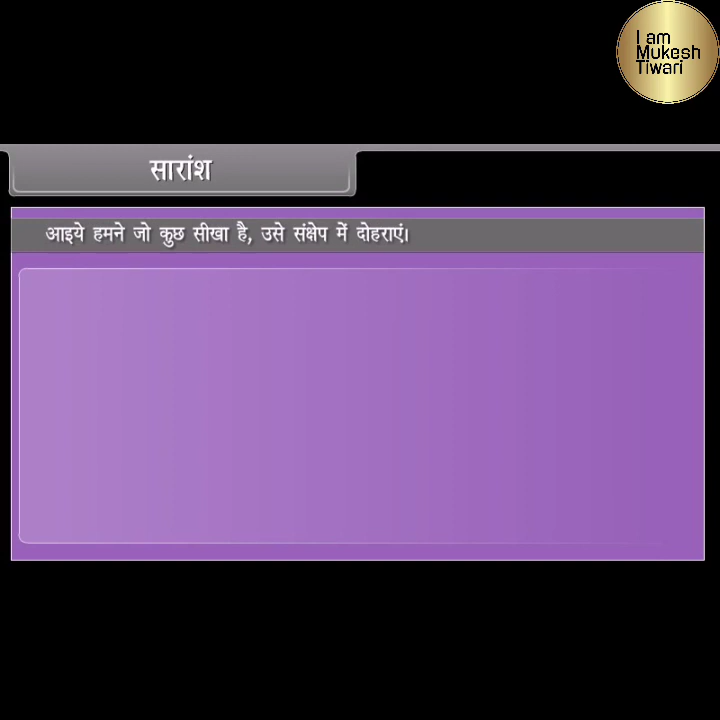 I am
Mukesh
Tiwari
सारांश
आइये हमने जो कुछ सीखा है, उसे संक्षेप में दोहराएं।